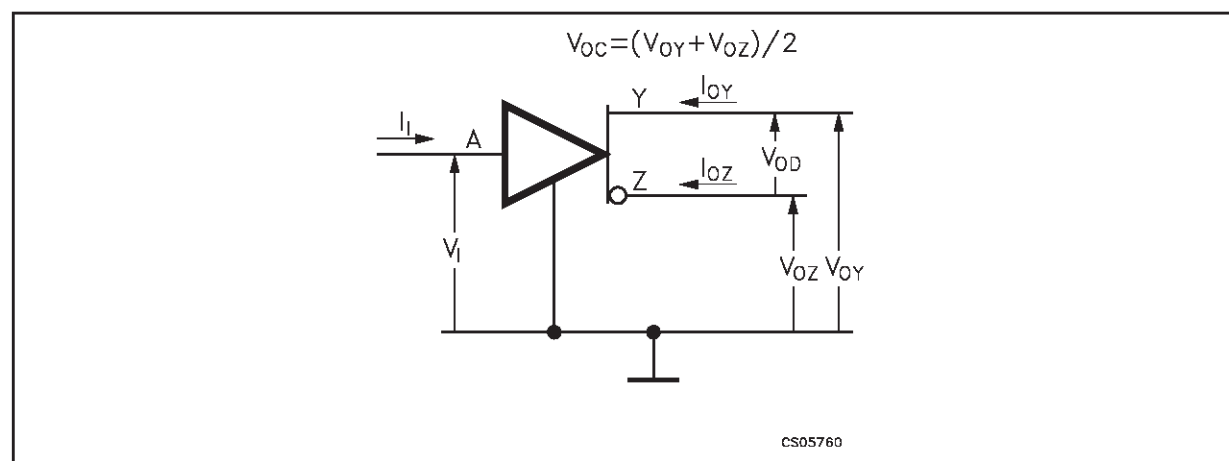 V_OC=(V_OY+V_OZ)/2
I_OY
Y
I_I
A
V_OD
I_OZ
Z
V_I
V_OZ V_OY
CS05760